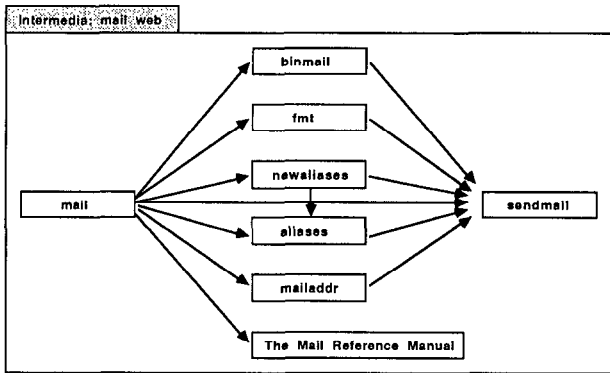 Intermedia: mail web
binmail
fmt
newaliases
mail
sendmail
aliases
mailaddr
The Mail Reference Manual